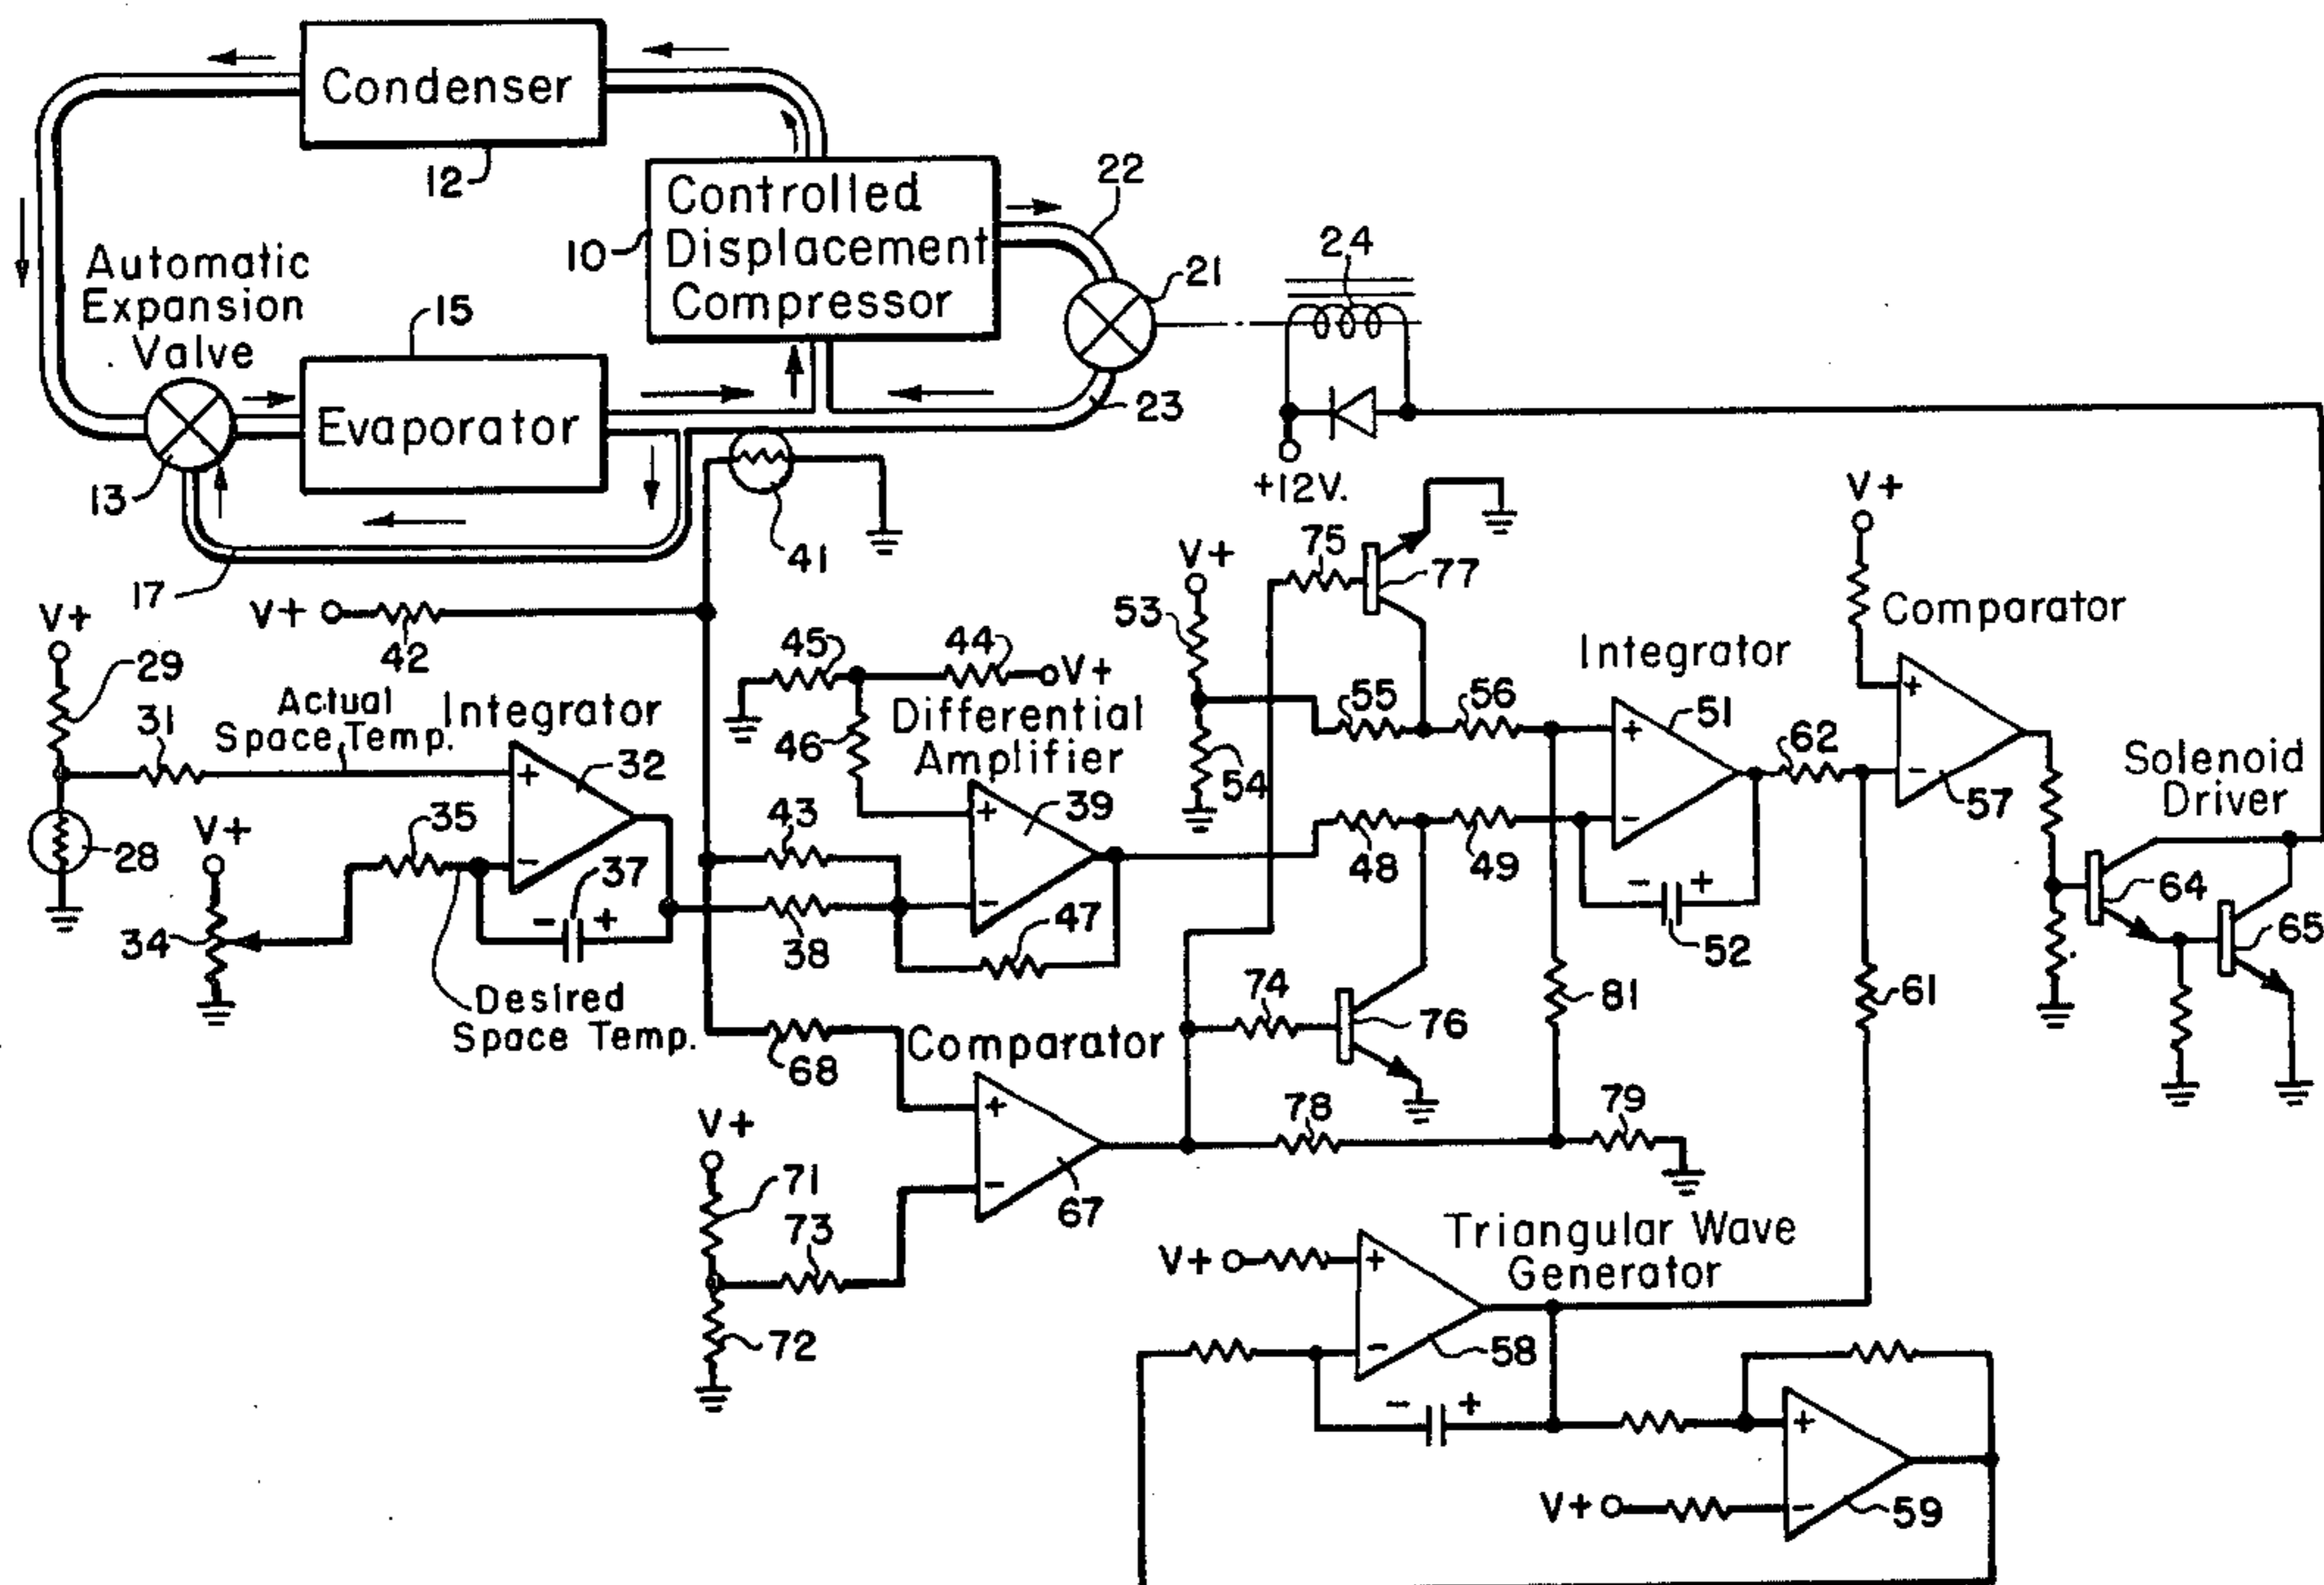 Condenser
12
Controlled
Displacement
Compressor
10
22
21
24
Automatic
Expansion
Valve
15
Evaporator
13
17
23
41
+12V.
V+
75
77
V+
53
54
V+
Comparator
V+
29
V+
42
31
Actual
Space Temp.
Integrator
45
44
V+
46
Differential
Amplifier
55
56
Integrator
51
62
57
Solenoid
Driver
28
V+
34
35
+
32
-
37
-
+
43
38
+
39
-
47
48
49
+
-
-
+
52
+
-
64
65
Desired
Space Temp.
68
Comparator
74
76
81
61
V+
71
73
72
+
-
67
78
79
Triangular Wave
Generator
V+
+
-
58
-
+
+
-
V+
59